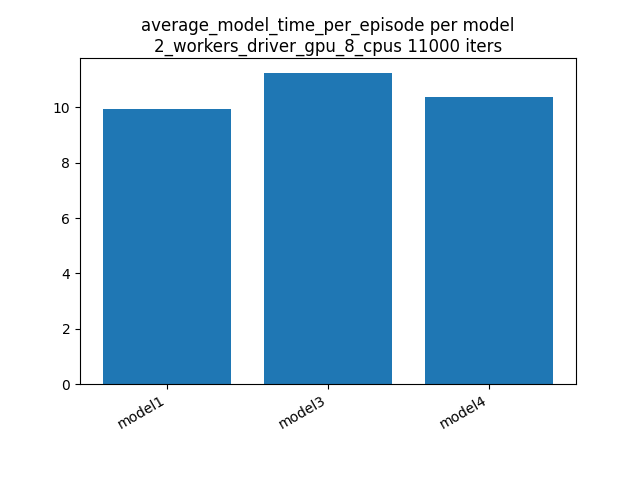 average_model_time_per_episode per model
2_workers_driver_gpu_8_cpus 11000 iters
10
8
6
4
2
0
model1
model3
model4